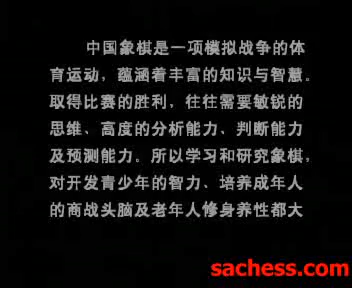 中国象棋是一项模拟战争的体
育运动，蕴涵着丰富的知识与智慧。
取得比赛的胜利，往往需要敏锐的
思维、高度的分析能力、判断能力
及预测能力。所以学习和研究象棋，
对开发青少年的智力、培养成年人
的商战头脑及老年人修身养性都大
sachess.com